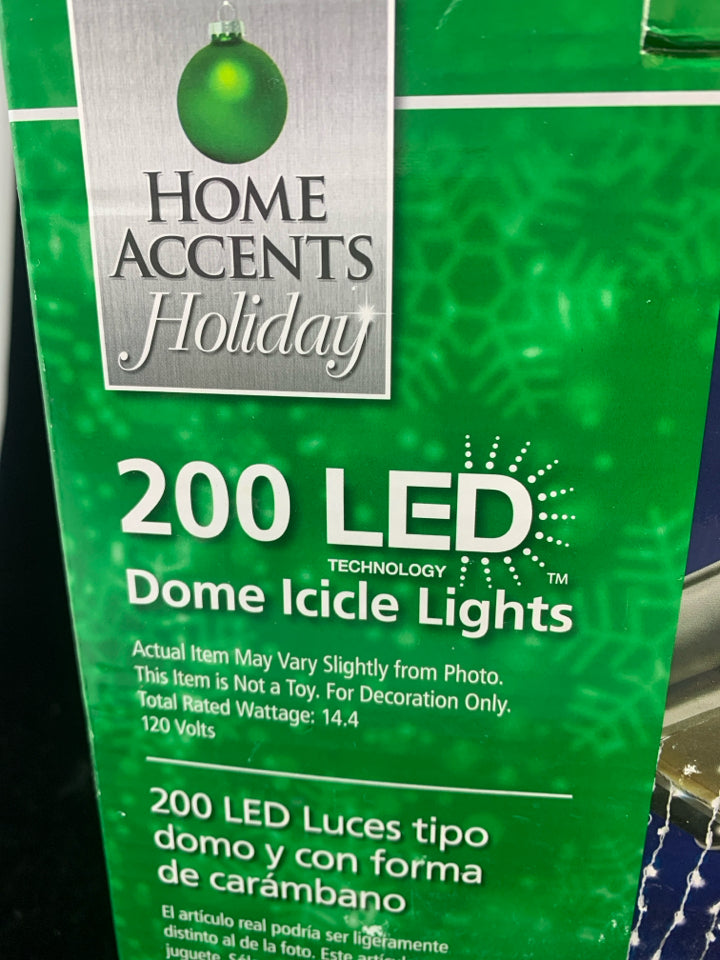 HOME
ACCENTS
Holiday
200 LED
TECHNOLOGY
TM
Dome Icicle Lights
Actual Item May Vary Slightly from Photo.
This Item is Not a Toy. For Decoration Only.
Total Rated Wattage: 14.4
120 Volts
200 LED Luces tipo
domo y con forma
de carámbano
El artículo real podría ser ligeramente
distinto al de la foto. Este
juguete.